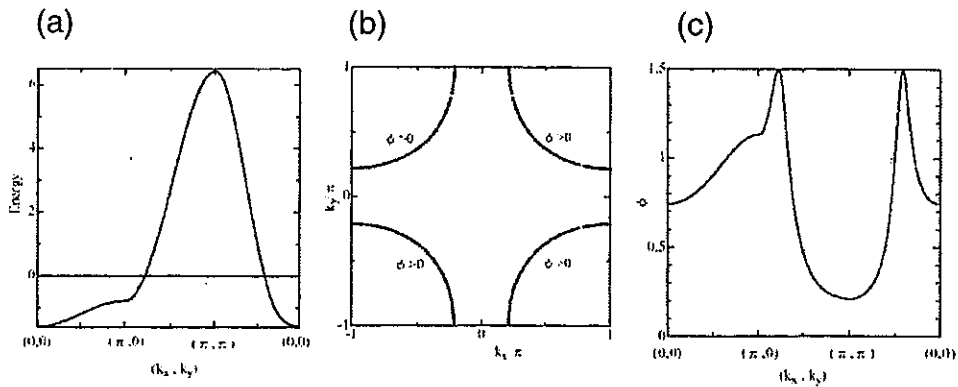 (a)
6
4
2
0
Energy
(0,0) (π,0) (π,π) (0,0)
(kx , ky)
(b)
1
0
-1
ky/π
ϕ>0
ϕ>0
ϕ>0
-1 0 1
kx π
(c)
1.5
1
0.5
0
ϕ
(0,0) (π,0) (π,π) (0,0)
(kx , ky)